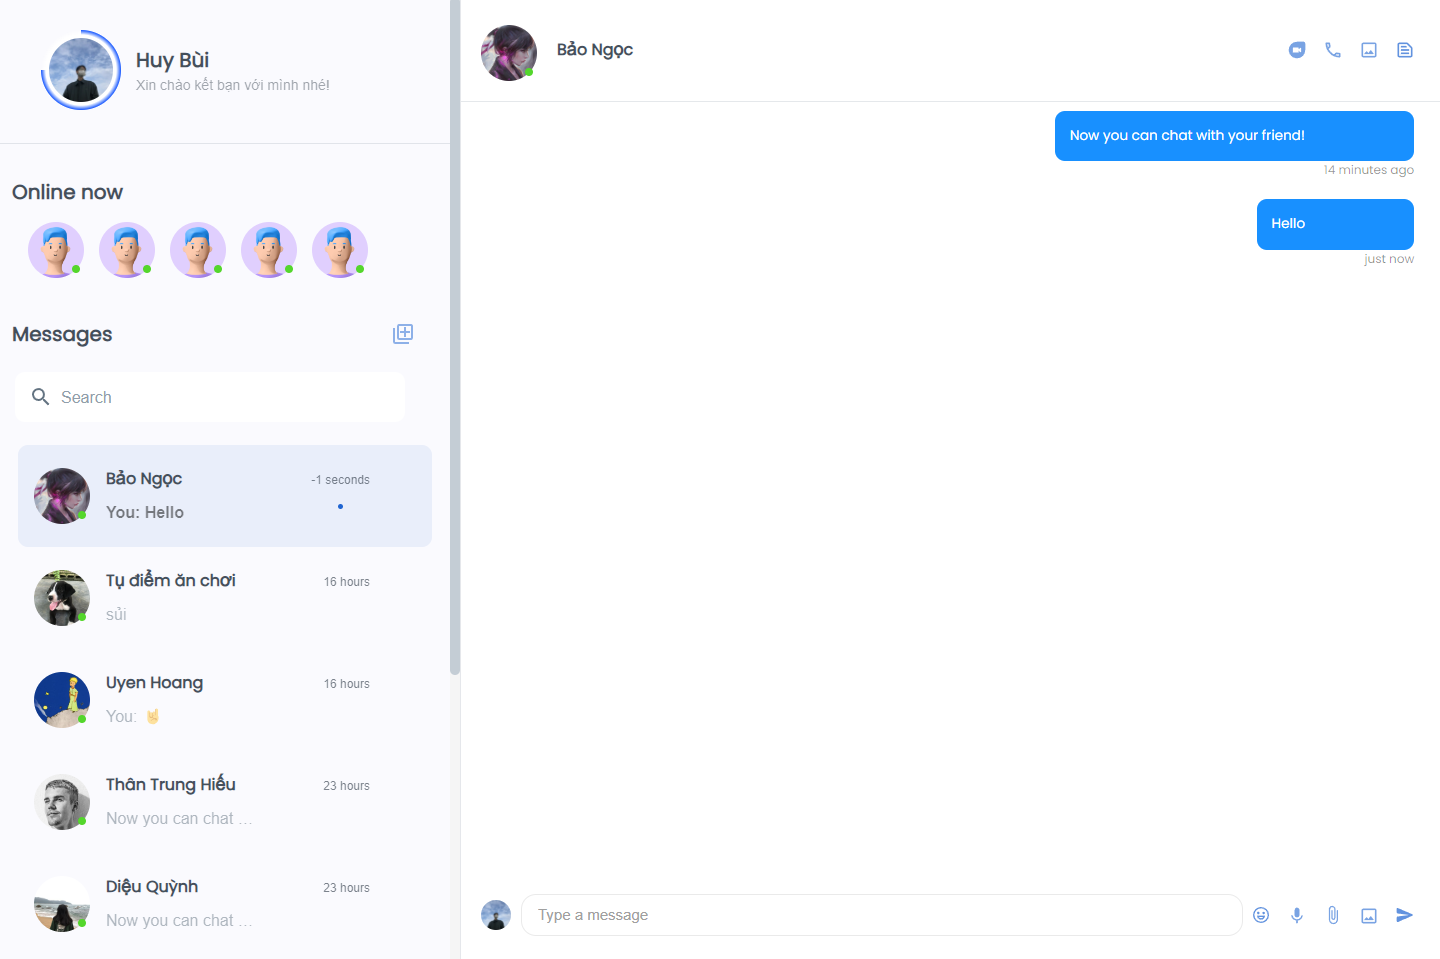 Huy Bùi
Xin chào kết bạn với mình nhé!
Online now
Messages
Search
Bảo Ngọc
-1 seconds
You: Hello
Tụ điểm ăn chơi
16 hours
sủi
Uyen Hoang
16 hours
You: 🤘
Thân Trung Hiếu
23 hours
Now you can chat ...
Diệu Quỳnh
23 hours
Now you can chat ...
Bảo Ngọc
Now you can chat with your friend!
14 minutes ago
Hello
just now
Type a message